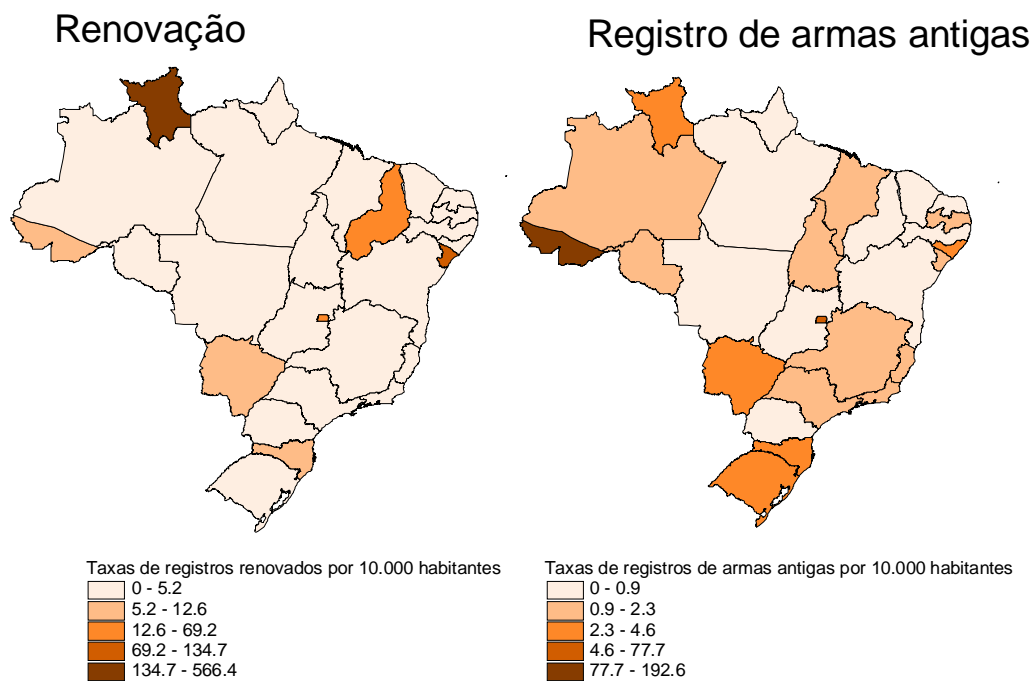 Renovação
Registro de armas antigas
Taxas de registros renovados por 10.000 habitantes
0 - 5.2
5.2 - 12.6
12.6 - 69.2
69.2 - 134.7
134.7 - 566.4
Taxas de registros de armas antigas por 10.000 habitantes
0 - 0.9
0.9 - 2.3
2.3 - 4.6
4.6 - 77.7
77.7 - 192.6